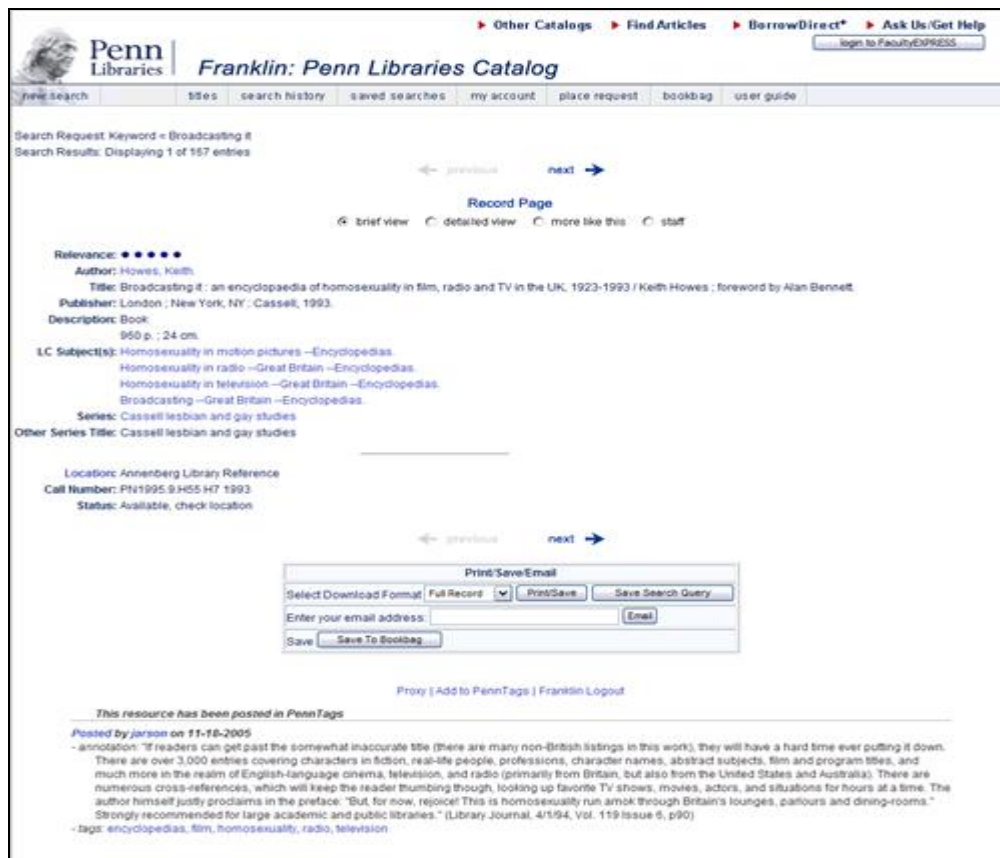 Other Catalogs Find Articles BorrowDirect+ Ask Us/Get Help
login to FacultyEXPRESS
Penn
Libraries
Franklin: Penn Libraries Catalog
new search titles search history saved searches my account place request bookbag user guide
Search Request: Keyword = Broadcasting it
Search Results: Displaying 1 of 157 entries
previous next
Record Page
brief view detailed view more like this staff
Relevance:
Author: Howes, Keith.
Title: Broadcasting it : an encyclopaedia of homosexuality in film, radio and TV in the UK, 1923-1993 / Keith Howes ; foreword by Alan Bennett.
Publisher: London ; New York, NY : Cassell, 1993.
Description: Book
960 p. ; 24 cm.
LC Subject(s): Homosexuality in motion pictures --Encyclopedias.
Homosexuality in radio --Great Britain --Encyclopedias.
Homosexuality in television --Great Britain --Encyclopedias.
Broadcasting --Great Britain --Encyclopedias.
Series: Cassell lesbian and gay studies
Other Series Title: Cassell lesbian and gay studies
Location: Annenberg Library Reference
Call Number: PN1995.9.H55 H7 1993
Status: Available, check location
previous next
Print/Save/Email
Select Download Format Full Record Print/Save Save Search Query
Enter your email address: Email
Save Save To Bookbag
Proxy | Add to PennTags | Franklin Logout
This resource has been posted in PennTags
Posted by jarson on 11-18-2005
- annotation: "If readers can get past the somewhat inaccurate title (there are many non-British listings in this work), they will have a hard time ever putting it down.
There are over 3,000 entries covering characters in fiction, real-life people, professions, character names, abstract subjects, film and program titles, and
much more in the realm of English-language cinema, television, and radio (primarily from Britain, but also from the United States and Australia). There are
numerous cross-references, which will keep the reader thumbing though, looking up favorite TV shows, movies, actors, and situations for hours at a time. The
author himself justly proclaims in the preface: "But, for now, rejoice! This is homosexuality run amok through Britain's lounges, parlours and dining-rooms."
Strongly recommended for large academic and public libraries." (Library Journal, 4/1/94, Vol. 119 Issue 6, p90)
- tags: encyclopedias, film, homosexuality, radio, television